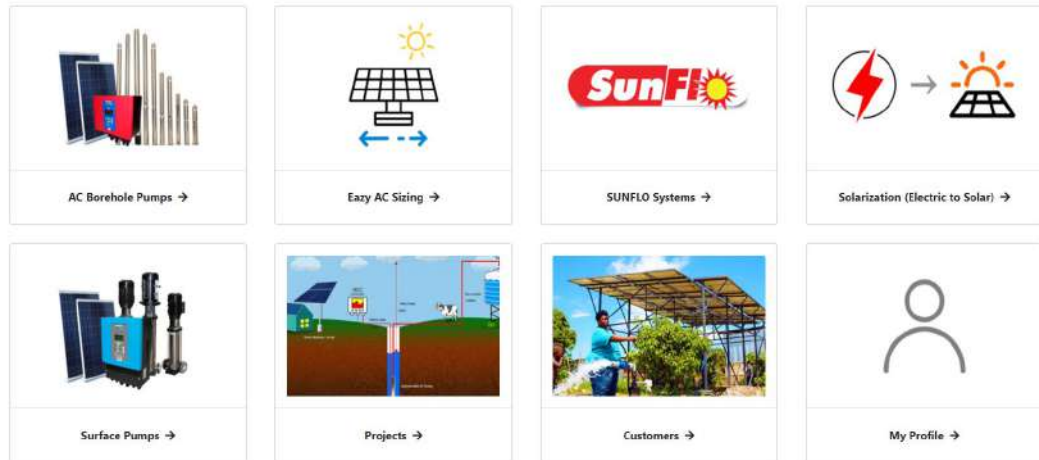 SunFlo
AC Borehole Pumps →
Eazy AC Sizing →
SUNFLO Systems →
Solarization (Electric to Solar) →
Surface Pumps →
Projects →
Customers →
My Profile →